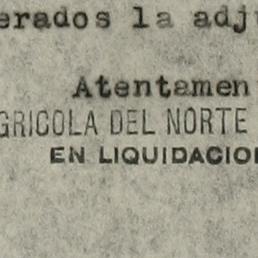 erados la adju
Atentamen
GRICOLA DEL NORTE
EN LIQUIDACIO